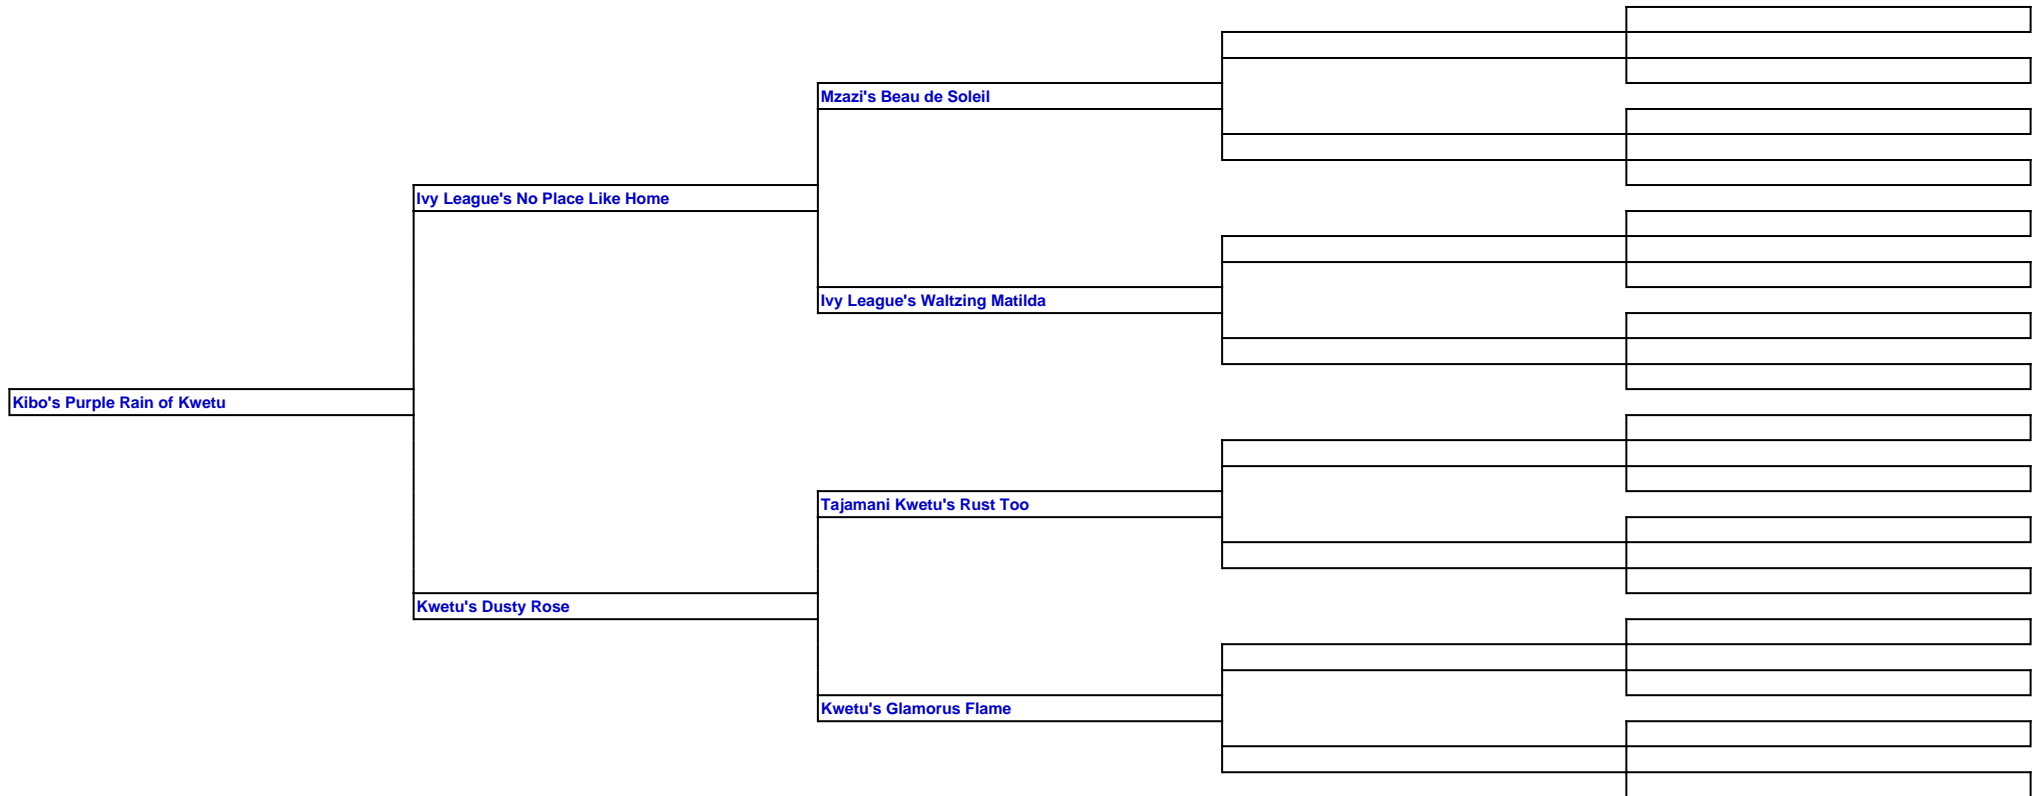 Mzazi's Beau de Soleil
Ivy League's No Place Like Home
Ivy League's Waltzing Matilda
Kibo's Purple Rain of Kwetu
Tajamani Kwetu's Rust Too
Kwetu's Dusty Rose
Kwetu's Glamorus Flame